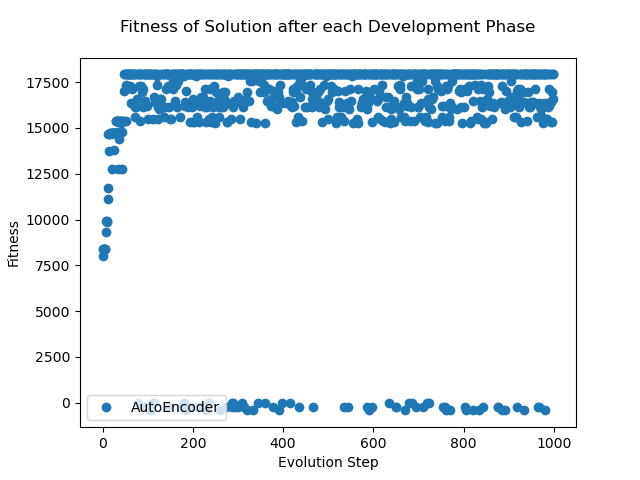 Fitness of Solution after each Development Phase
17500
15000
12500
10000
7500
5000
2500
0
Fitness
AutoEncoder
0 200 400 600 800 1000
Evolution Step